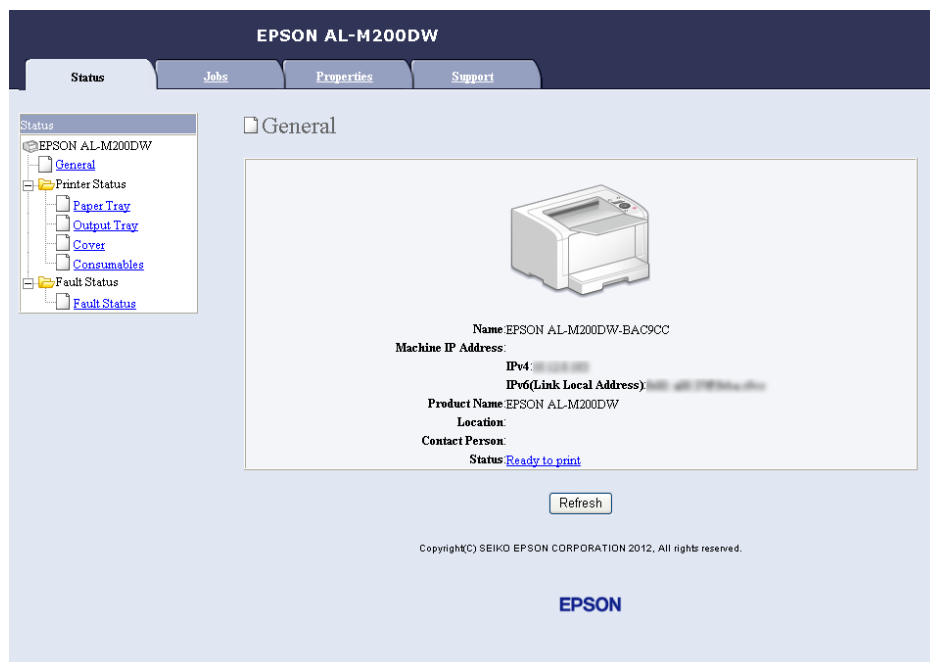 EPSON AL-M200DW
Status Jobs Properties Support
Status
EPSON AL-M200DW
General
Printer Status
Paper Tray
Output Tray
Cover
Consumables
Fault Status
Fault Status
General
Name:EPSON AL-M200DW-BAC9CC
Machine IP Address:
IPv4:
IPv6(Link Local Address):
Product Name:EPSON AL-M200DW
Location:
Contact Person:
Status:Ready to print
Refresh
Copyright(C) SEIKO EPSON CORPORATION 2012, All rights reserved.
EPSON